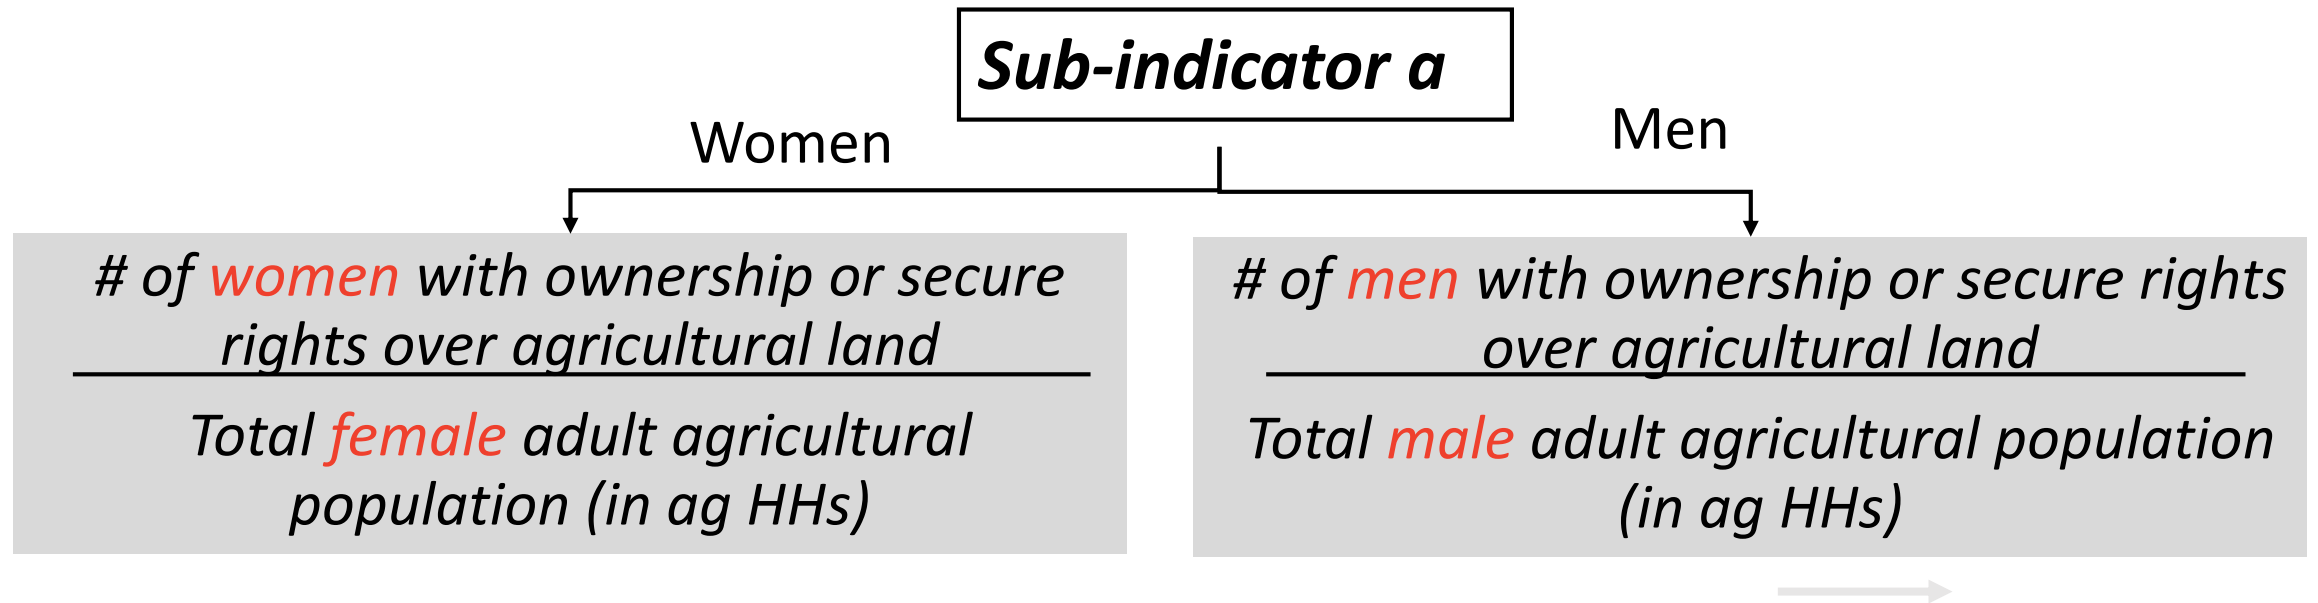 Sub-indicator a
Women
Men
# of women with ownership or secure
rights over agricultural land
Total female adult agricultural
population (in ag HHs)
# of men with ownership or secure rights
over agricultural land
Total male adult agricultural population
(in ag HHs)